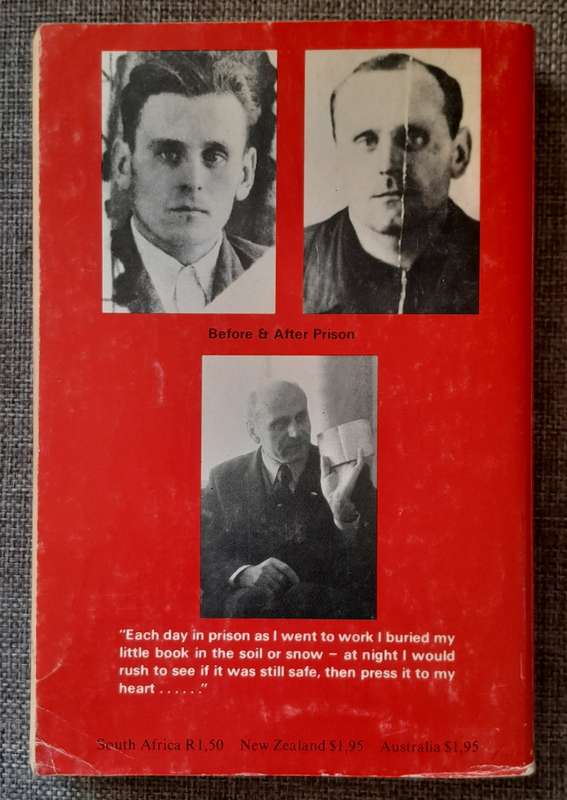 Before & After Prison
"Each day in prison as I went to work I buried my
little book in the soil or snow – at night I would
rush to see if it was still safe, then press it to my
heart ......"
South Africa R1,50 New Zealand $1,95 Australia $1,95